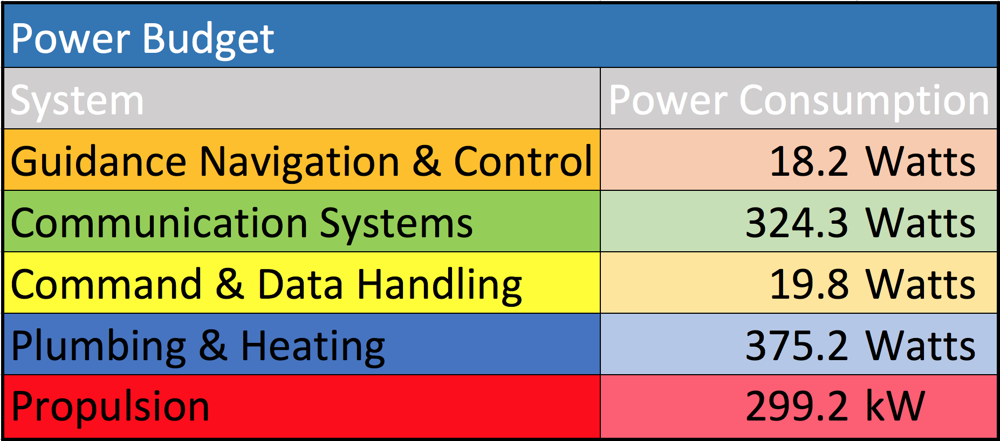 Power Budget
System Power Consumption
Guidance Navigation & Control 18.2 Watts
Communication Systems 324.3 Watts
Command & Data Handling 19.8 Watts
Plumbing & Heating 375.2 Watts
Propulsion 299.2 kW